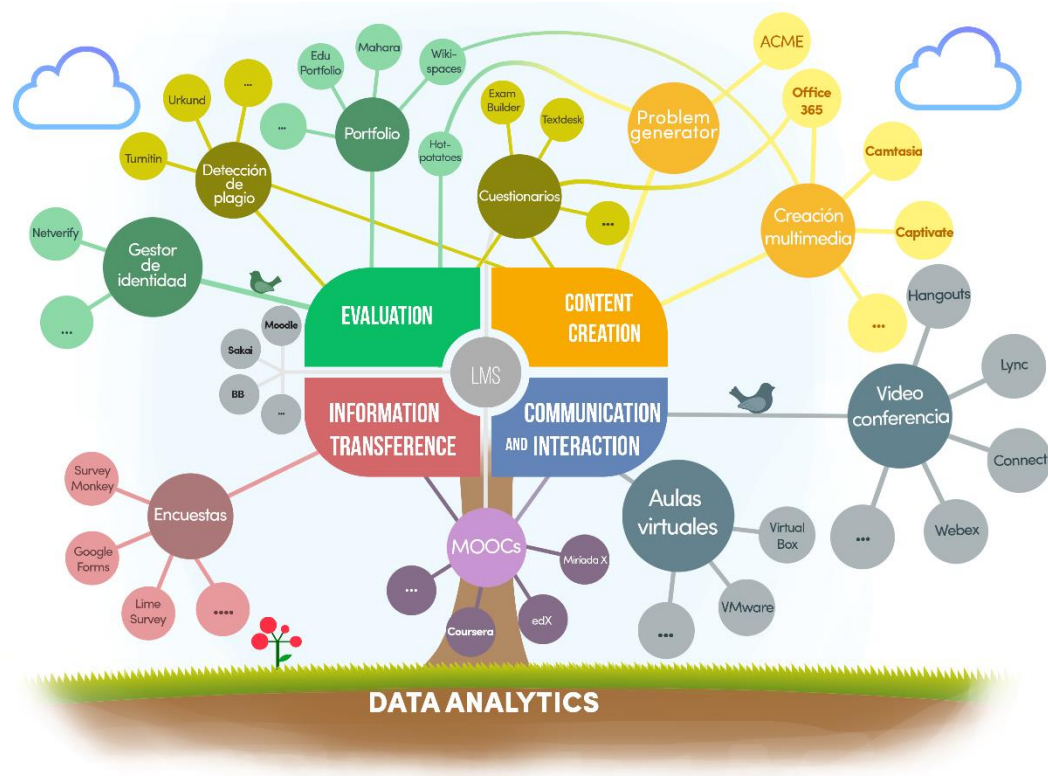 ACME
Mahara
Edu
Portfolio
Wiki-
spaces
Office
365
Urkund
...
Exam
Builder
Textdesk
Problem
generator
...
Portfolio
Hot-
potatoes
Turnitin
Detección
de
plagio
Cuestionarios
Camtasia
...
Creación
multimedia
Captivate
Netverify
Gestor
de
identidad
...
Hangouts
...
EVALUATION
CONTENT
CREATION
Moodle
Sakai
BB
...
LMS
Lync
Video
conferencia
INFORMATION
TRANSFERENCE
COMMUNICATION
AND INTERACTION
Connect
Webex
...
Survey
Monkey
Encuestas
Google
Forms
Lime
Survey
....
MOOCs
Miríada X
...
Coursera
edX
Aulas
virtuales
Virtual
Box
VMware
...
DATA ANALYTICS